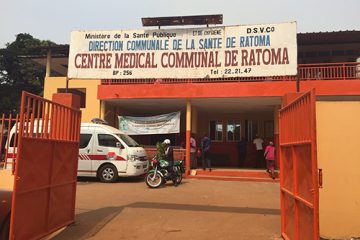 Ministère de la Santé Publique ET DE L'HYGIENE D.S.V.Co
DIRECTION COMMUNALE DE LA SANTE DE RATOMA
CENTRE MEDICAL COMMUNAL DE RATOMA
BP: 256 Tel : 22.21.47